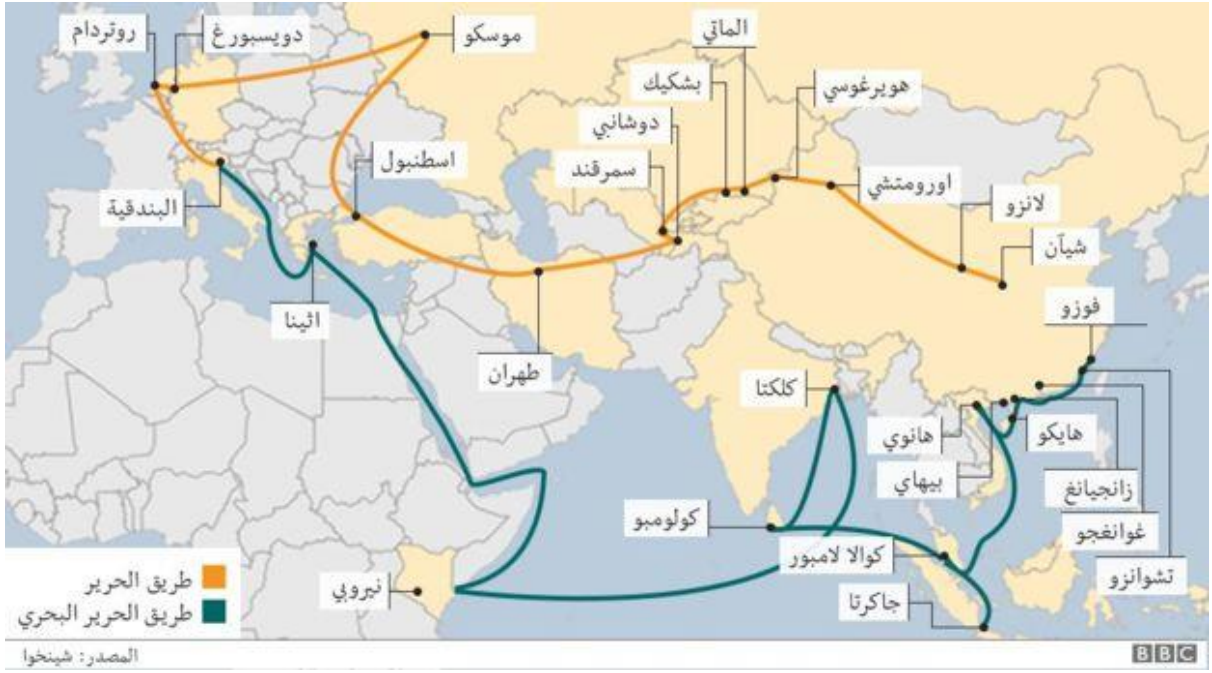 روتردام
دويسبورغ
موسكو
الماتي
بشكيك
هويرغوسي
دوشانبي
سمرقند
اسطنبول
اورومتشي
لانزو
البندقية
شيآن
فوزو
اثينا
طهران
كلكتا
هانوي
هايكو
بيهاي
زانجيانغ
كولومبو
غوانغجو
كوالا لامبور
تشوانزو
نيروبي
جاكرتا
طريق الحرير
طريق الحرير البحري
المصدر: شينخوا
BBC